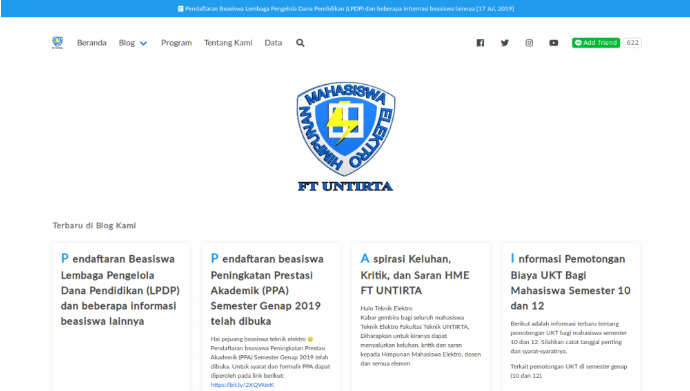 Pendaftaran Beasiswa Lembaga Pengelola Dana Pendidikan (LPDP) dan beberapa informasi beasiswa lainnya [17 Jul, 2019]
Beranda Blog Program Tentang Kami Data Add friend 622
HIMPUNAN MAHASISWA ELEKTRO
FT UNTIRTA
Terbaru di Blog Kami
Pendaftaran Beasiswa
Lembaga Pengelola
Dana Pendidikan (LPDP)
dan beberapa informasi
beasiswa lainnya
Pendaftaran beasiswa
Peningkatan Prestasi
Akademik (PPA)
Semester Genap 2019
telah dibuka
Hai pejuang beasiswa teknik elektro 🙂
Pendaftaran beasiswa Peningkatan Prestasi
Akademik (PPA) Semester Genap 2019 telah
dibuka. Untuk syarat dan formulir PPA dapat
diperoleh pada link berikut:
https://bit.ly/2XQWzvK
Aspirasi Keluhan,
Kritik, dan Saran HME
FT UNTIRTA
Halo Teknik Elektro
Kabar gembira bagi seluruh mahasiswa
Teknik Elektro Fakultas Teknik UNTIRTA,
Diharapkan untuk kiranya dapat
menyalurkan keluhan, kritik dan saran
kepada Himpunan Mahasiswa Elektro, dosen
dan semua elemen
Informasi Pemotongan
Biaya UKT Bagi
Mahasiswa Semester 10
dan 12
Berikut adalah informasi terbaru tentang
pemotongan UKT bagi mahasiswa semester
10 dan 12. Silahkan catat tanggal penting
dan syarat-syaratnya.
Terkait pemotongan UKT di semester genap
(10 dan 12).